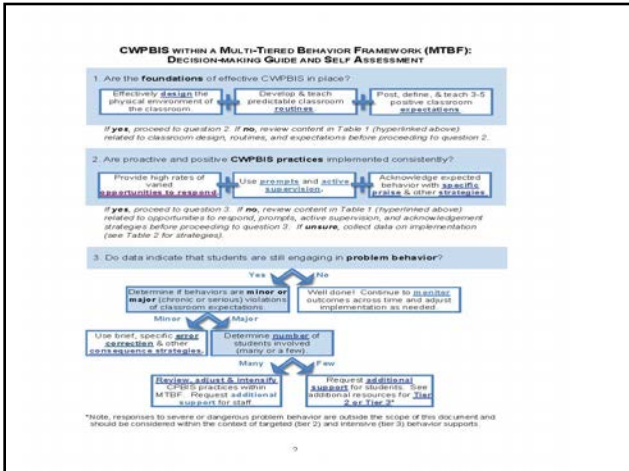 CWPBIS WITHIN A MULTI-TIERED BEHAVIOR FRAMEWORK (MTBF):
DECISION-MAKING GUIDE AND SELF ASSESSMENT
1. Are the foundations of effective CWPBIS in place?
Effectively design the
physical environment of
the classroom.
Develop & teach
predictable classroom
routines.
Post, define, & teach 3-5
positive classroom
expectations
If yes, proceed to question 2. If no, review content in Table 1 (hyperlinked above)
related to classroom design, routines, and expectations before proceeding to question 2.
2. Are proactive and positive CWPBIS practices implemented consistently?
Provide high rates of
varied
opportunities to respond.
Use prompts and active
supervision.
Acknowledge expected
behavior with specific
praise & other strategies
If yes, proceed to question 3. If no, review content in Table 1 (hyperlinked above)
related to opportunities to respond, prompts, active supervision, and acknowledgement
strategies before proceeding to question 3. If unsure, collect data on implementation
(see Table 2 for strategies).
3. Do data indicate that students are still engaging in problem behavior?
Yes
No
Determine if behaviors are minor or
major (chronic or serious) violations
of classroom expectations.
Well done! Continue to monitor
outcomes across time and adjust
implementation as needed.
Minor
Major
Use brief, specific error
correction & other
consequence strategies.
Determine number of
students involved
(many or a few).
Many
Few
Review, adjust & intensify
CPBIS practices within
MTBF. Request additional
support for staff.
Request additional
support for students. See
additional resources for Tier
2 or Tier 3*
*Note, responses to severe or dangerous problem behavior are outside the scope of this document and
should be considered within the context of targeted (tier 2) and intensive (tier 3) behavior supports